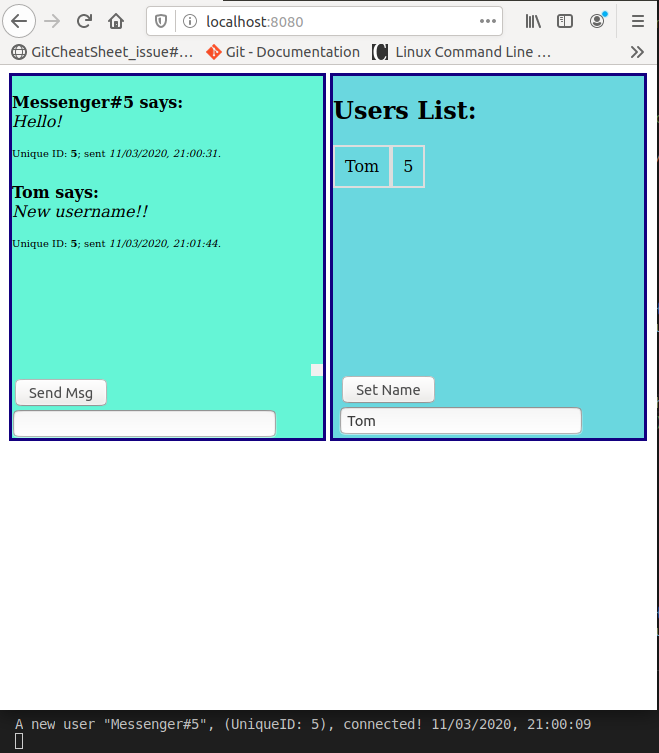 localhost:8080
GitCheatSheet_issue#…
Git - Documentation
Linux Command Line …
Messenger#5 says:
Hello!
Unique ID: 5; sent 11/03/2020, 21:00:31.
Tom says:
New username!!
Unique ID: 5; sent 11/03/2020, 21:01:44.
Send Msg
Users List:
Tom 5
Set Name
Tom
A new user "Messenger#5", (UniqueID: 5), connected! 11/03/2020, 21:00:09